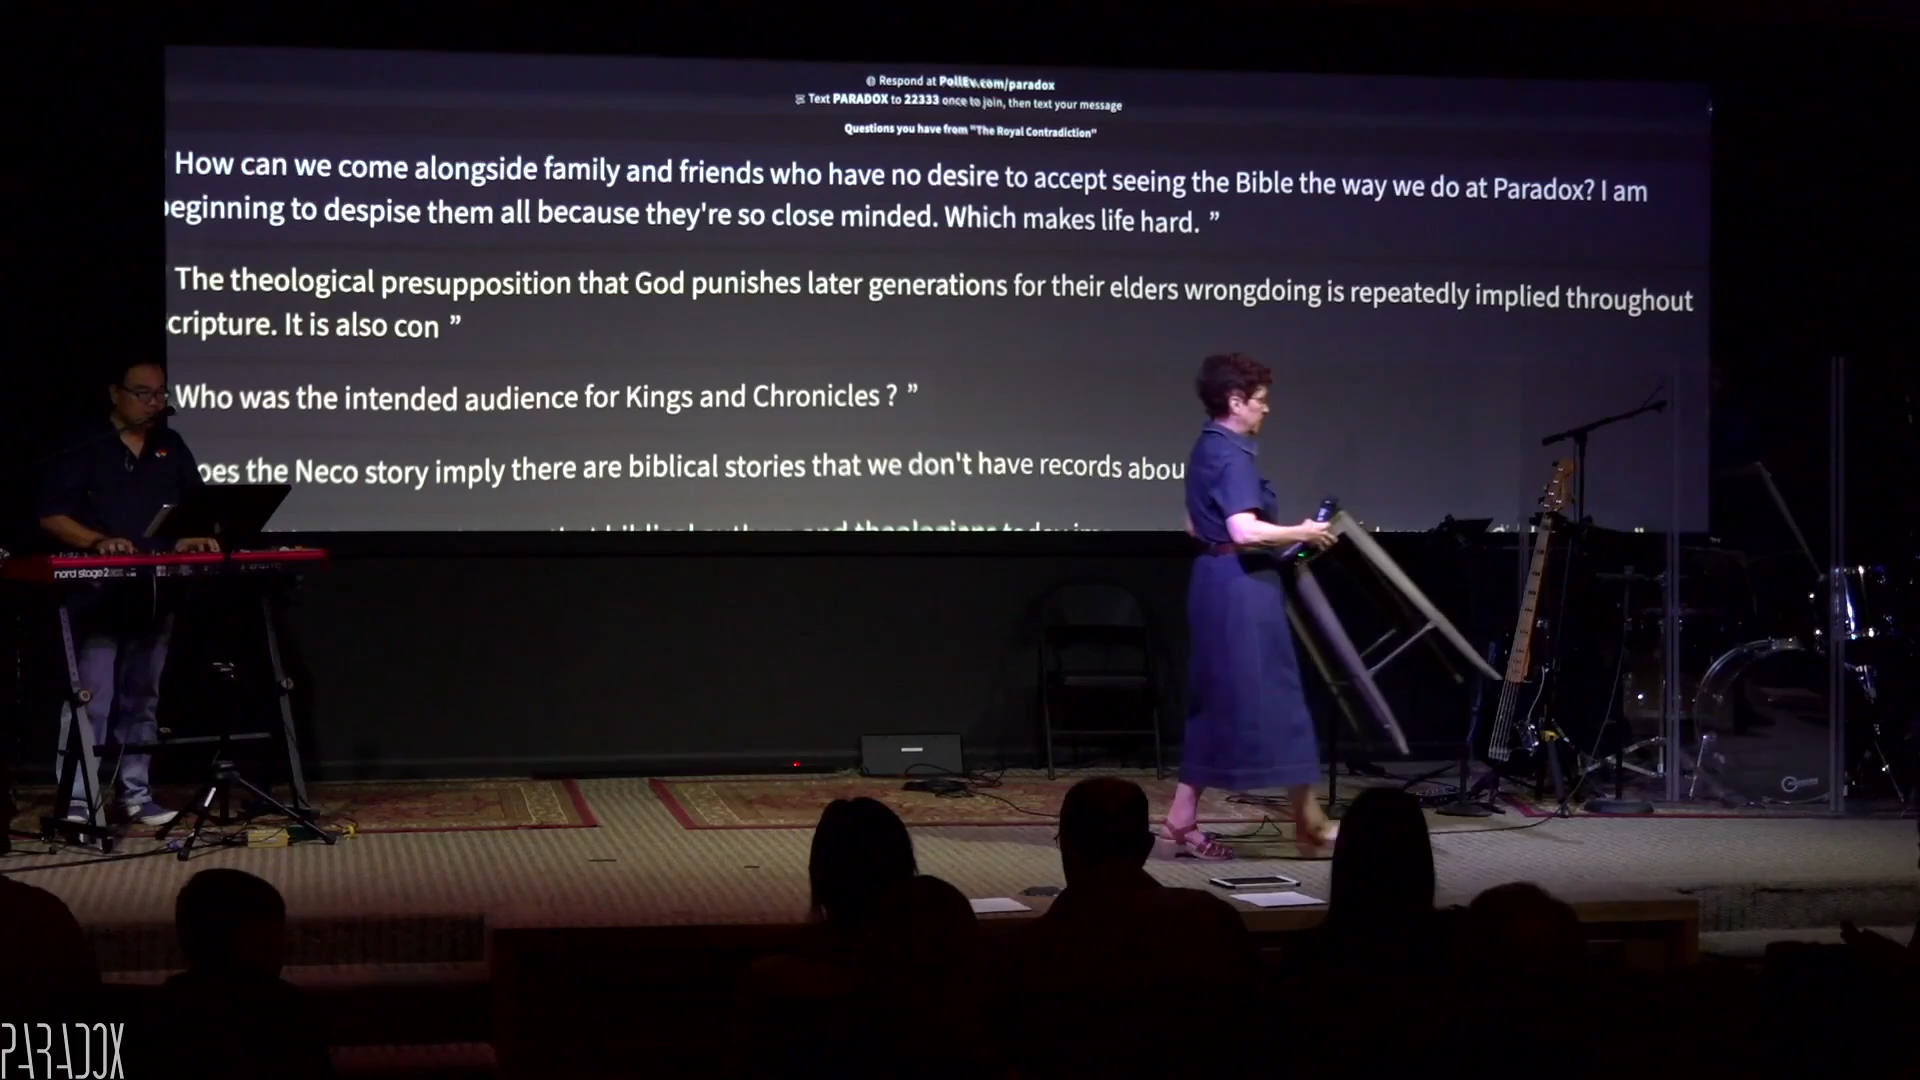 Respond at PollEv.com/paradox
Text PARADOX to 22333 once to join, then text your message
Questions you have from "The Royal Contradiction"
How can we come alongside family and friends who have no desire to accept seeing the Bible the way we do at Paradox? I am
eginning to despise them all because they're so close minded. Which makes life hard. ”
The theological presupposition that God punishes later generations for their elders wrongdoing is repeatedly implied throughout
cripture. It is also con ”
Who was the intended audience for Kings and Chronicles ? ”
oes the Neco story imply there are biblical stories that we don't have records abou
nord stage 2
PARADOX